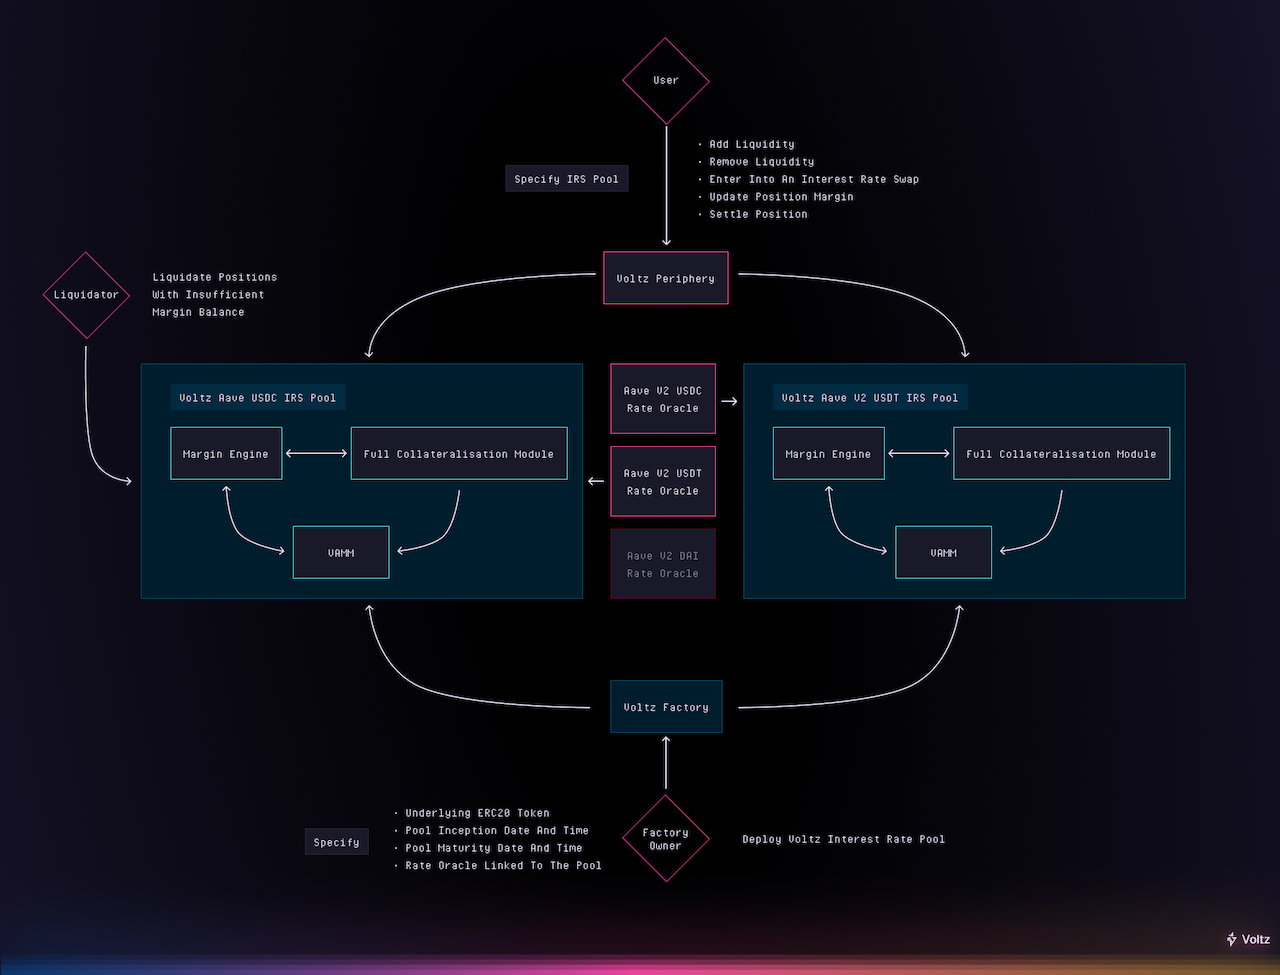 User
· Add Liquidity
· Remove Liquidity
· Enter Into An Interest Rate Swap
· Update Position Margin
· Settle Position
Specify IRS Pool
Voltz Periphery
Liquidator
Liquidate Positions
With Insufficient
Margin Balance
Voltz Aave USDC IRS Pool
Margin Engine
Full Collateralisation Module
VAMM
Aave V2 USDC
Rate Oracle
Aave V2 USDT
Rate Oracle
Aave V2 DAI
Rate Oracle
Voltz Aave V2 USDT IRS Pool
Margin Engine
Full Collateralisation Module
VAMM
Voltz Factory
Specify
· Underlying ERC20 Token
· Pool Inception Date And Time
· Pool Maturity Date And Time
· Rate Oracle Linked To The Pool
Factory
Owner
Deploy Voltz Interest Rate Pool
Voltz